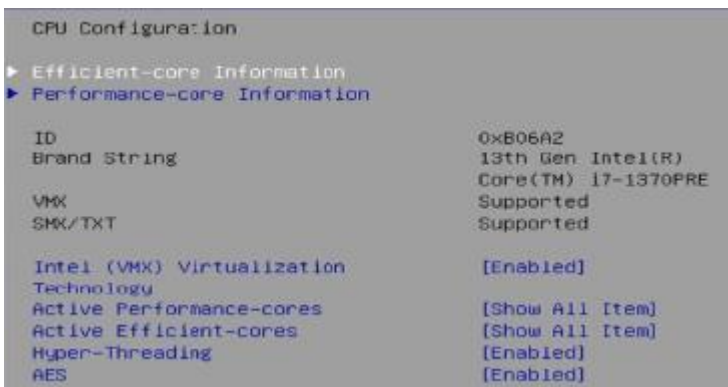 CPU Configuration
Efficient-core Information
Performance-core Information
ID 0xB06A2
Brand String 13th Gen Intel(R)
Core(TM) i7-1370PRE
VMX Supported
SMX/TXT Supported
Intel (VMX) Virtualization [Enabled]
Technology
Active Performance-cores [Show All Item]
Active Efficient-cores [Show All Item]
Hyper-Threading [Enabled]
AES [Enabled]